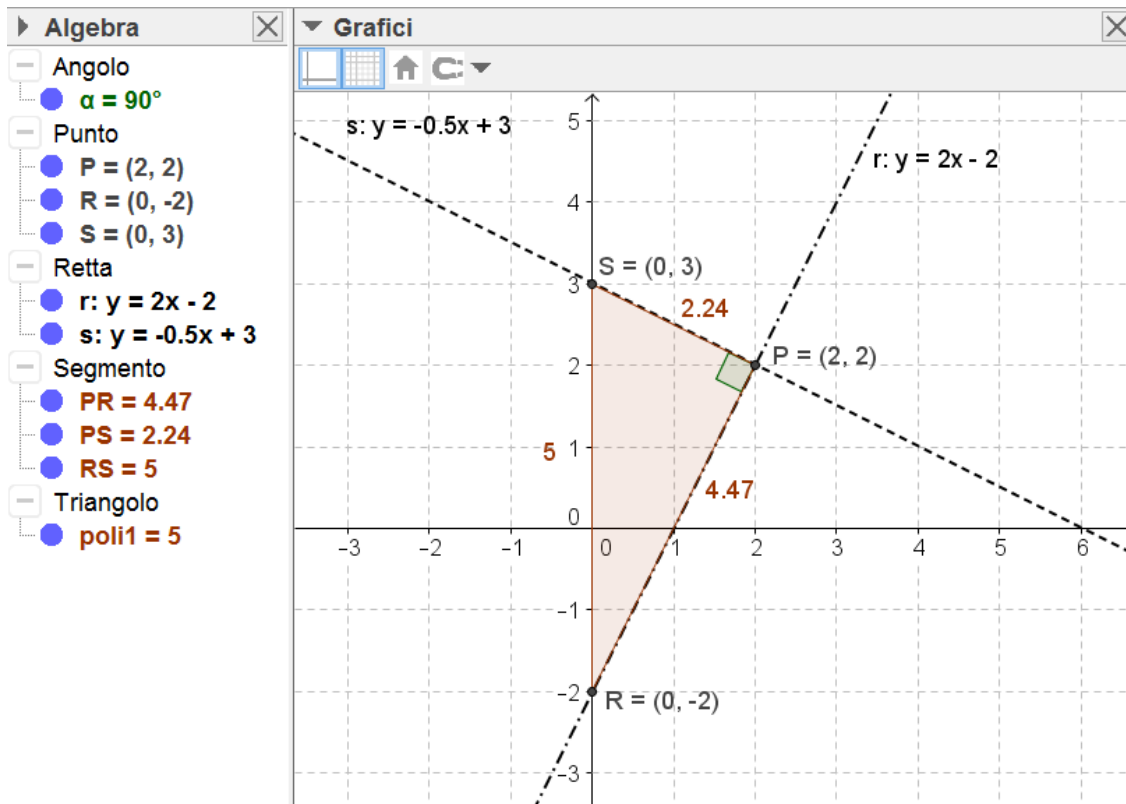 Algebra
Angolo
α = 90°
Punto
P = (2, 2)
R = (0, -2)
S = (0, 3)
Retta
r: y = 2x - 2
s: y = -0.5x + 3
Segmento
PR = 4.47
PS = 2.24
RS = 5
Triangolo
poli1 = 5
Grafici
s: y = -0.5x + 3
5
r: y = 2x - 2
4
S = (0, 3)
3
2.24
P = (2, 2)
2
5
1
4.47
0
-3 -2 -1 0 1 2 3 4 5 6
-1
-2
R = (0, -2)
-3